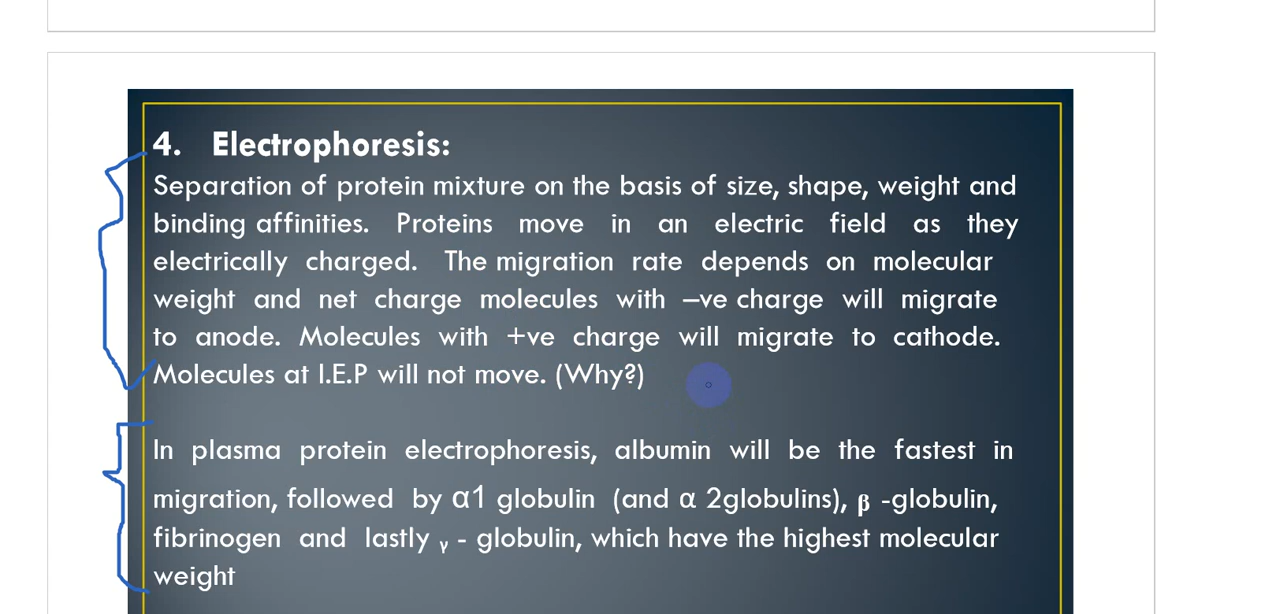 4. Electrophoresis:
Separation of protein mixture on the basis of size, shape, weight and
binding affinities. Proteins move in an electric field as they
electrically charged. The migration rate depends on molecular
weight and net charge molecules with –ve charge will migrate
to anode. Molecules with +ve charge will migrate to cathode.
Molecules at I.E.P will not move. (Why?)
In plasma protein electrophoresis, albumin will be the fastest in
migration, followed by α1 globulin (and α 2globulins), β -globulin,
fibrinogen and lastly γ - globulin, which have the highest molecular
weight